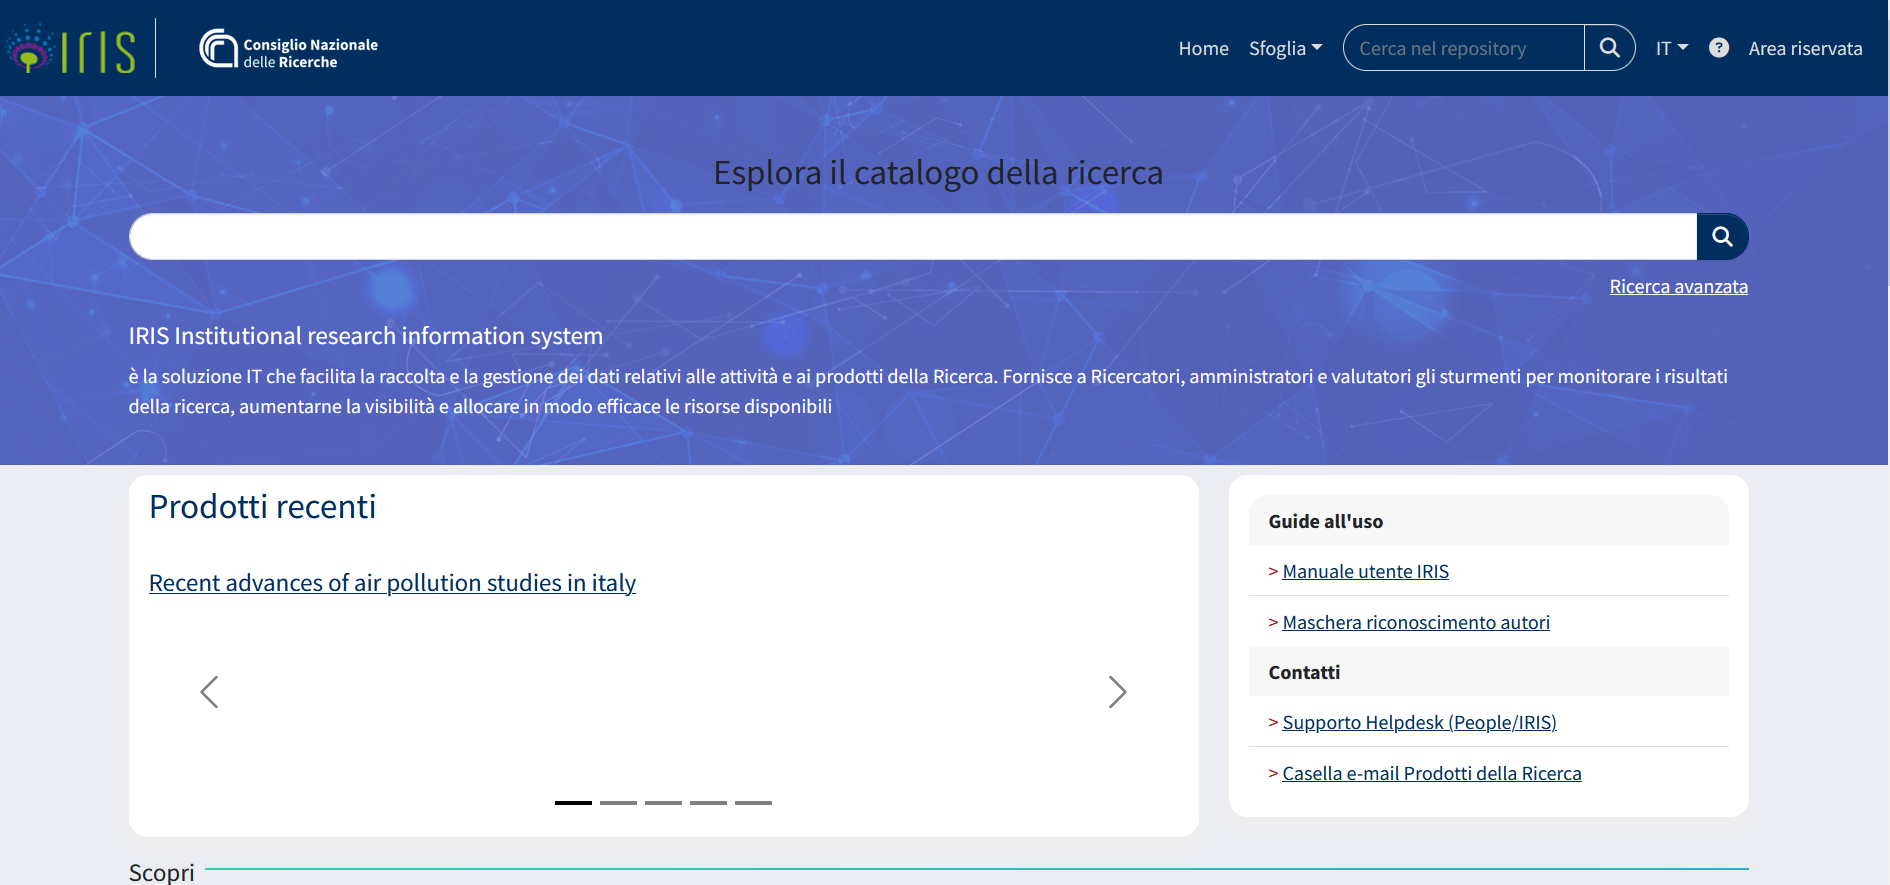 IRIS
Consiglio Nazionale
delle Ricerche
Home
Sfoglia
Cerca nel repository
IT
?
Area riservata
Esplora il catalogo della ricerca
Ricerca avanzata
IRIS Institutional research information system
è la soluzione IT che facilita la raccolta e la gestione dei dati relativi alle attività e ai prodotti della Ricerca. Fornisce a Ricercatori, amministratori e valutatori gli sturmenti per monitorare i risultati
della ricerca, aumentarne la visibilità e allocare in modo efficace le risorse disponibili
Prodotti recenti
Recent advances of air pollution studies in italy
Guide all'uso
> Manuale utente IRIS
> Maschera riconoscimento autori
Contatti
> Supporto Helpdesk (People/IRIS)
> Casella e-mail Prodotti della Ricerca
Scopri